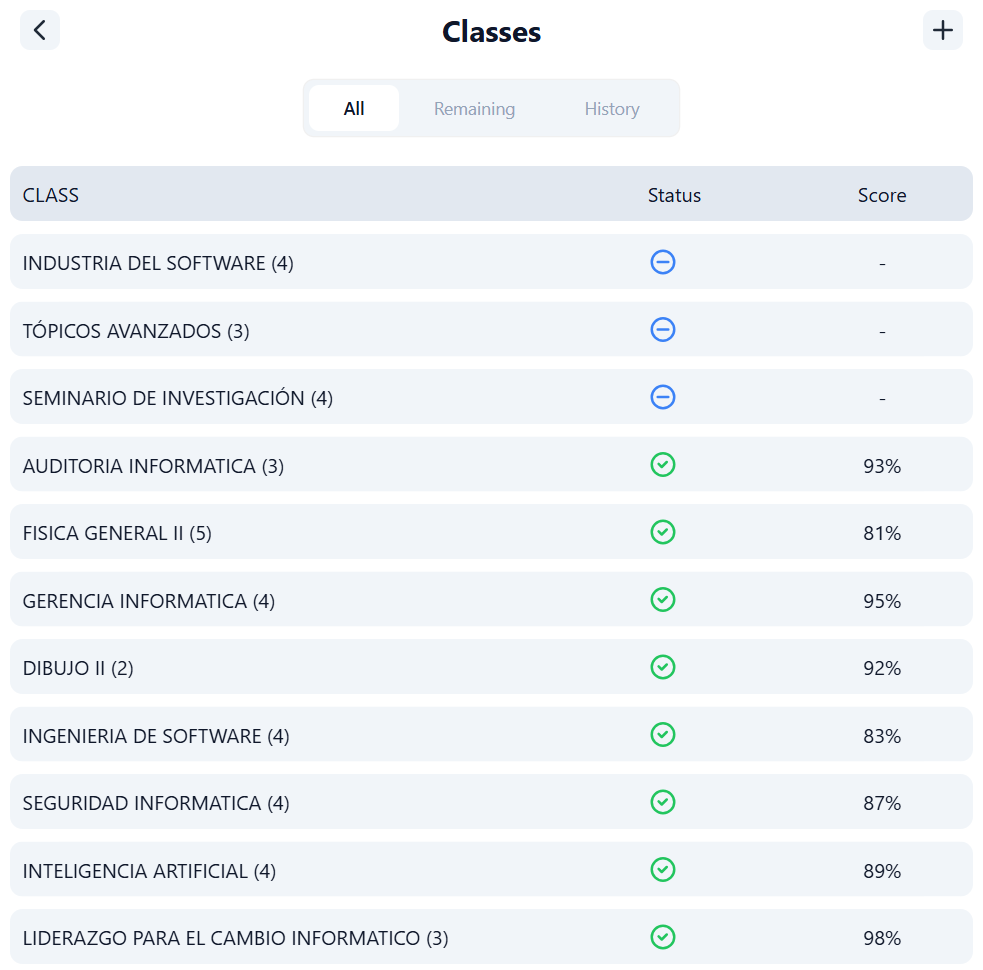 Classes
All Remaining History
CLASS Status Score
INDUSTRIA DEL SOFTWARE (4) -
TÓPICOS AVANZADOS (3) -
SEMINARIO DE INVESTIGACIÓN (4) -
AUDITORIA INFORMATICA (3) 93%
FISICA GENERAL II (5) 81%
GERENCIA INFORMATICA (4) 95%
DIBUJO II (2) 92%
INGENIERIA DE SOFTWARE (4) 83%
SEGURIDAD INFORMATICA (4) 87%
INTELIGENCIA ARTIFICIAL (4) 89%
LIDERAZGO PARA EL CAMBIO INFORMATICO (3) 98%